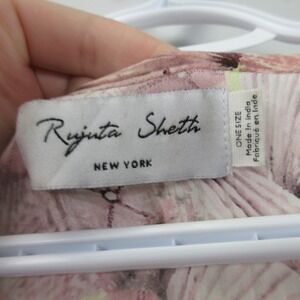 Rujuta Sheth
NEW YORK
ONE SIZE
Made in India
Fabriqué en Inde